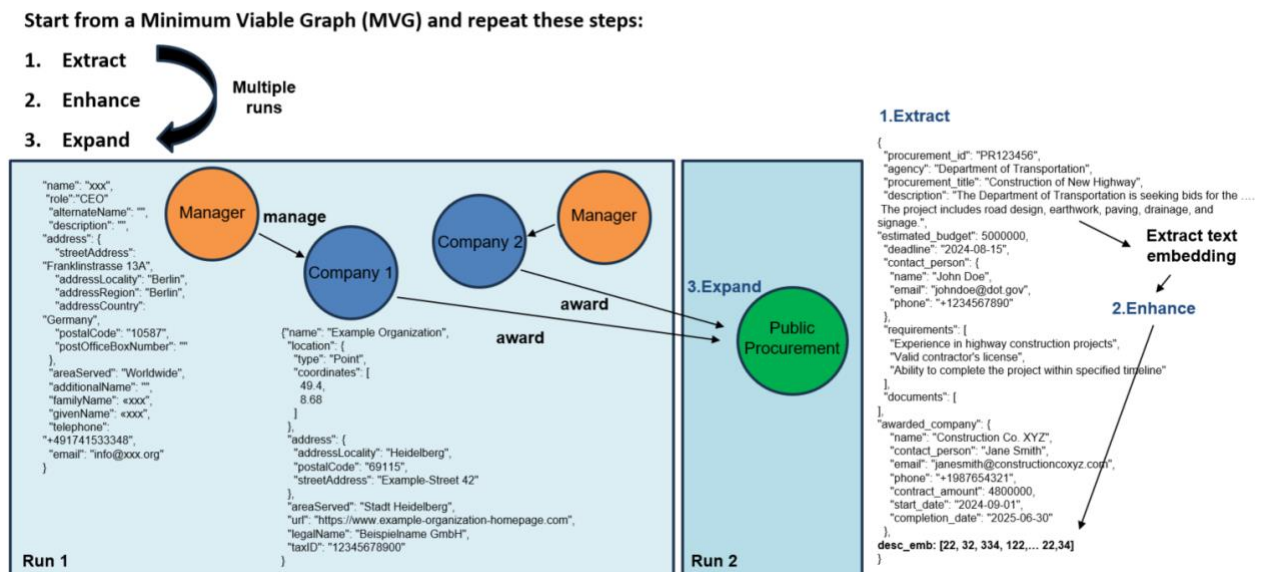 Start from a Minimum Viable Graph (MVG) and repeat these steps:
1. Extract
2. Enhance
3. Expand
Multiple
runs
"name": "xxx",
"role":"CEO"
"alternateName": "",
"description": "",
"address": {
"streetAddress":
"Franklinstrasse 13A",
"addressLocality": "Berlin",
"addressRegion": "Berlin",
"addressCountry":
"Germany",
"postalCode": "10587",
"postOfficeBoxNumber": ""
},
"areaServed": "Worldwide",
"additionalName": "",
"familyName": «xxx",
"givenName": «xxx",
"telephone":
"+491741533348",
"email": "info@xxx.org"
}
Manager
manage
Company 1
Company 2
Manager
award
award
{"name": "Example Organization",
"location": {
"type": "Point",
"coordinates": [
49.4,
8.68
]
},
"address": {
"addressLocality": "Heidelberg",
"postalCode": "69115",
"streetAddress": "Example-Street 42"
},
"areaServed": "Stadt Heidelberg",
"url": "https://www.example-organization-homepage.com",
"legalName": "Beispielname GmbH",
"taxID": "12345678900"
}
Run 1
3.Expand
Public
Procurement
Run 2
1.Extract
{
"procurement_id": "PR123456",
"agency": "Department of Transportation",
"procurement_title": "Construction of New Highway",
"description": "The Department of Transportation is seeking bids for the ....
The project includes road design, earthwork, paving, drainage, and
signage.",
"estimated_budget": 5000000,
"deadline": "2024-08-15",
"contact_person": {
"name": "John Doe",
"email": "johndoe@dot.gov",
"phone": "+1234567890"
},
"requirements": [
"Experience in highway construction projects",
"Valid contractor's license",
"Ability to complete the project within specified timeline"
],
"documents": [
],
"awarded_company": {
"name": "Construction Co. XYZ",
"contact_person": "Jane Smith",
"email": "janesmith@constructioncoxyz.com",
"phone": "+1987654321",
"contract_amount": 4800000,
"start_date": "2024-09-01",
"completion_date": "2025-06-30"
},
desc_emb: [22, 32, 334, 122,... 22,34]
}
Extract text
embedding
2.Enhance